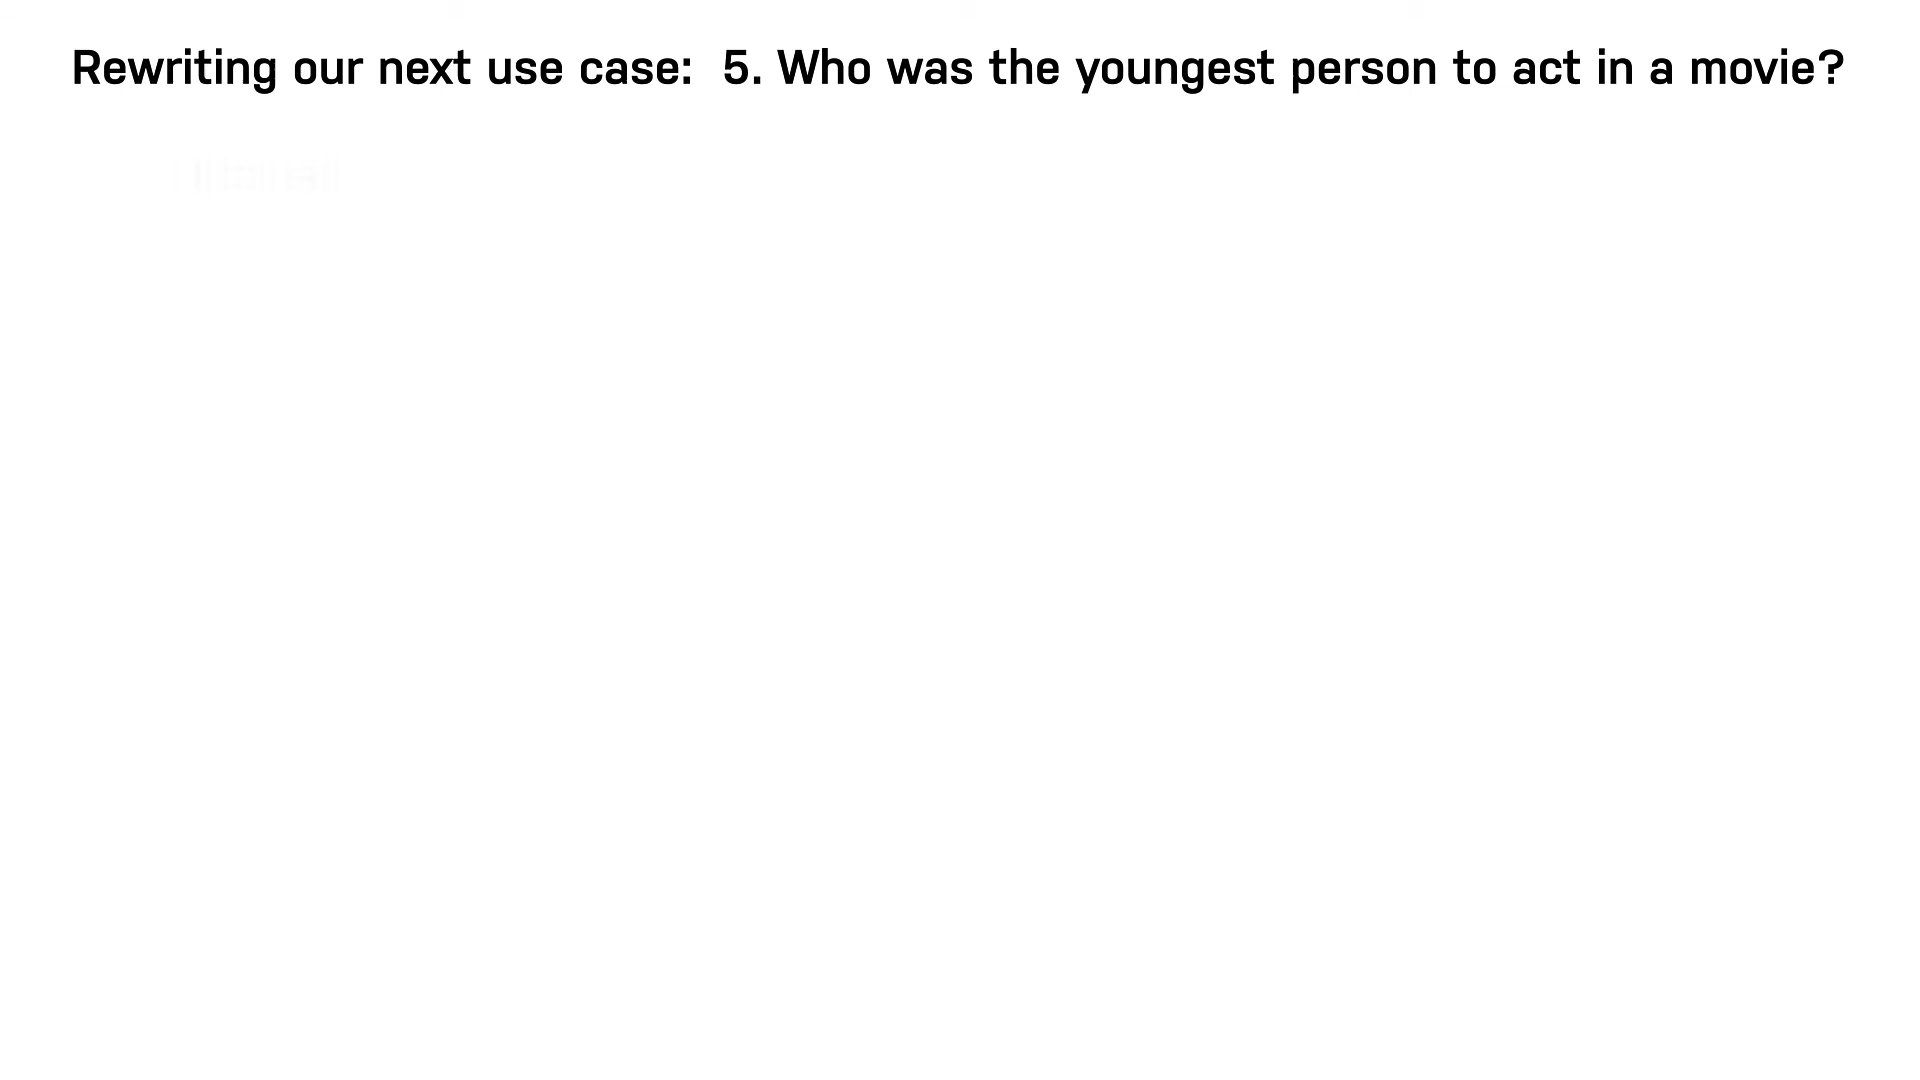 Rewriting our next use case:  5. Who was the youngest person to act in a movie?